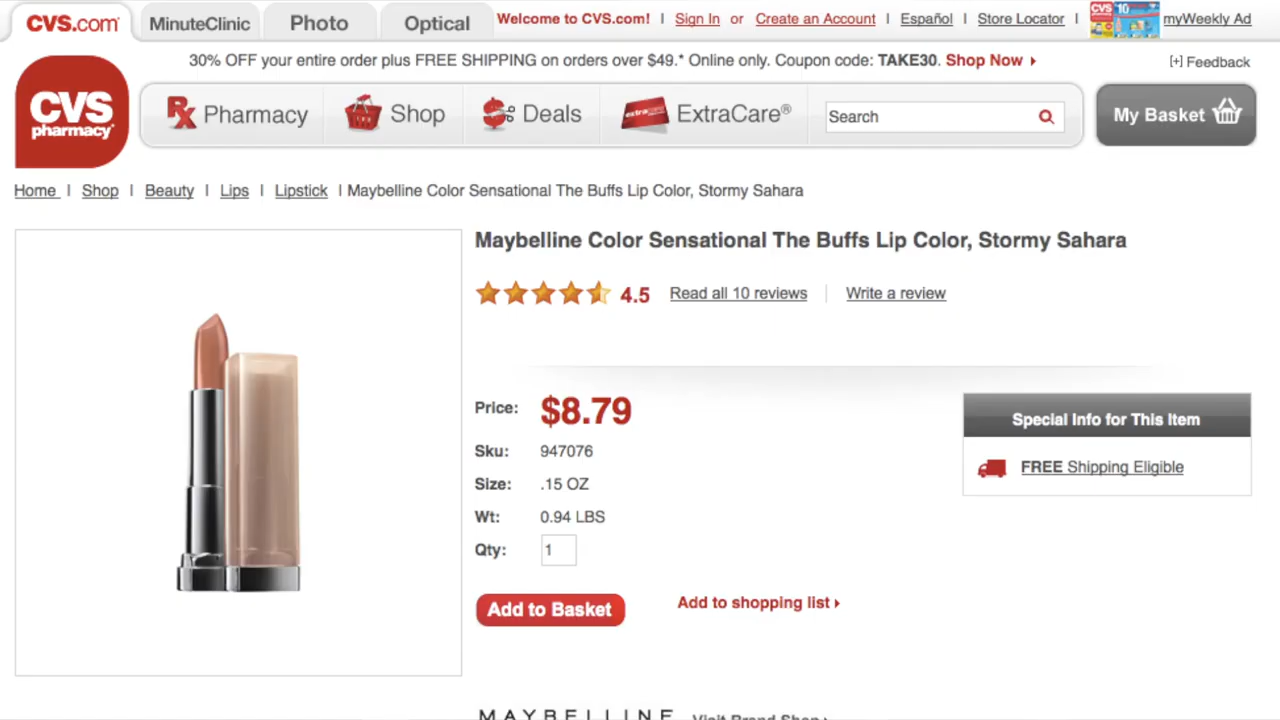 CVS.com MinuteClinic Photo Optical Welcome to CVS.com! | Sign In or Create an Account | Español | Store Locator | myWeekly Ad
30% OFF your entire order plus FREE SHIPPING on orders over $49.* Online only. Coupon code: TAKE30. Shop Now [+] Feedback
CVS
pharmacy
Pharmacy Shop Deals ExtraCare® Search My Basket
Home | Shop | Beauty | Lips | Lipstick | Maybelline Color Sensational The Buffs Lip Color, Stormy Sahara
Maybelline Color Sensational The Buffs Lip Color, Stormy Sahara
4.5 Read all 10 reviews Write a review
Price: $8.79
Special Info for This Item
Sku: 947076
FREE Shipping Eligible
Size: .15 OZ
Wt: 0.94 LBS
Qty: 1
Add to Basket Add to shopping list
MAYBELLINE Visit Brand Shop